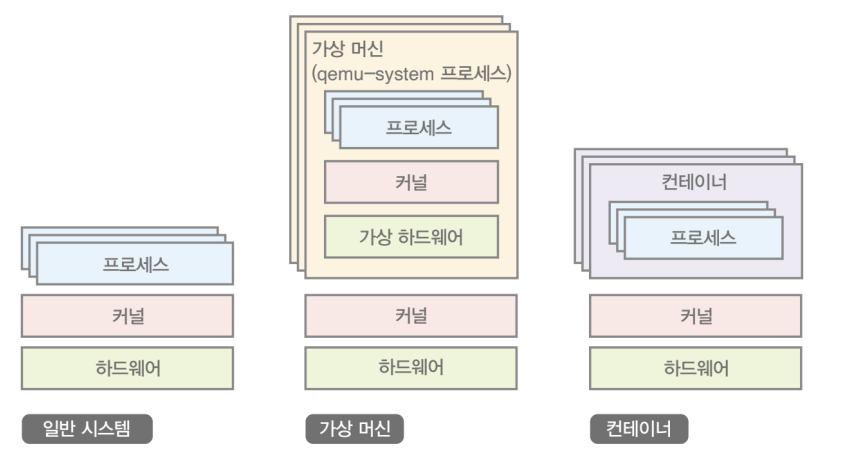 프로세스
커널
하드웨어
일반 시스템
가상 머신
(qemu-system 프로세스)
프로세스
커널
가상 하드웨어
커널
하드웨어
가상 머신
컨테이너
프로세스
커널
하드웨어
컨테이너